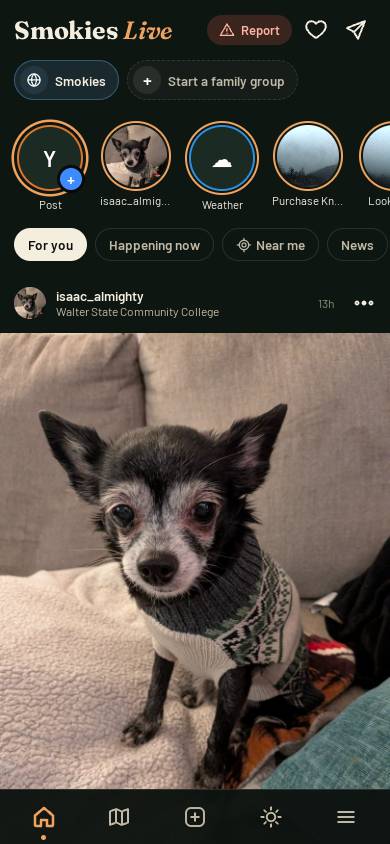 Smokies Live
Report
Smokies
+ Start a family group
Y
+
Post
isaac_almig...
Weather
Purchase Kn...
Look
For you
Happening now
Near me
News
isaac_almighty
13h
Walter State Community College